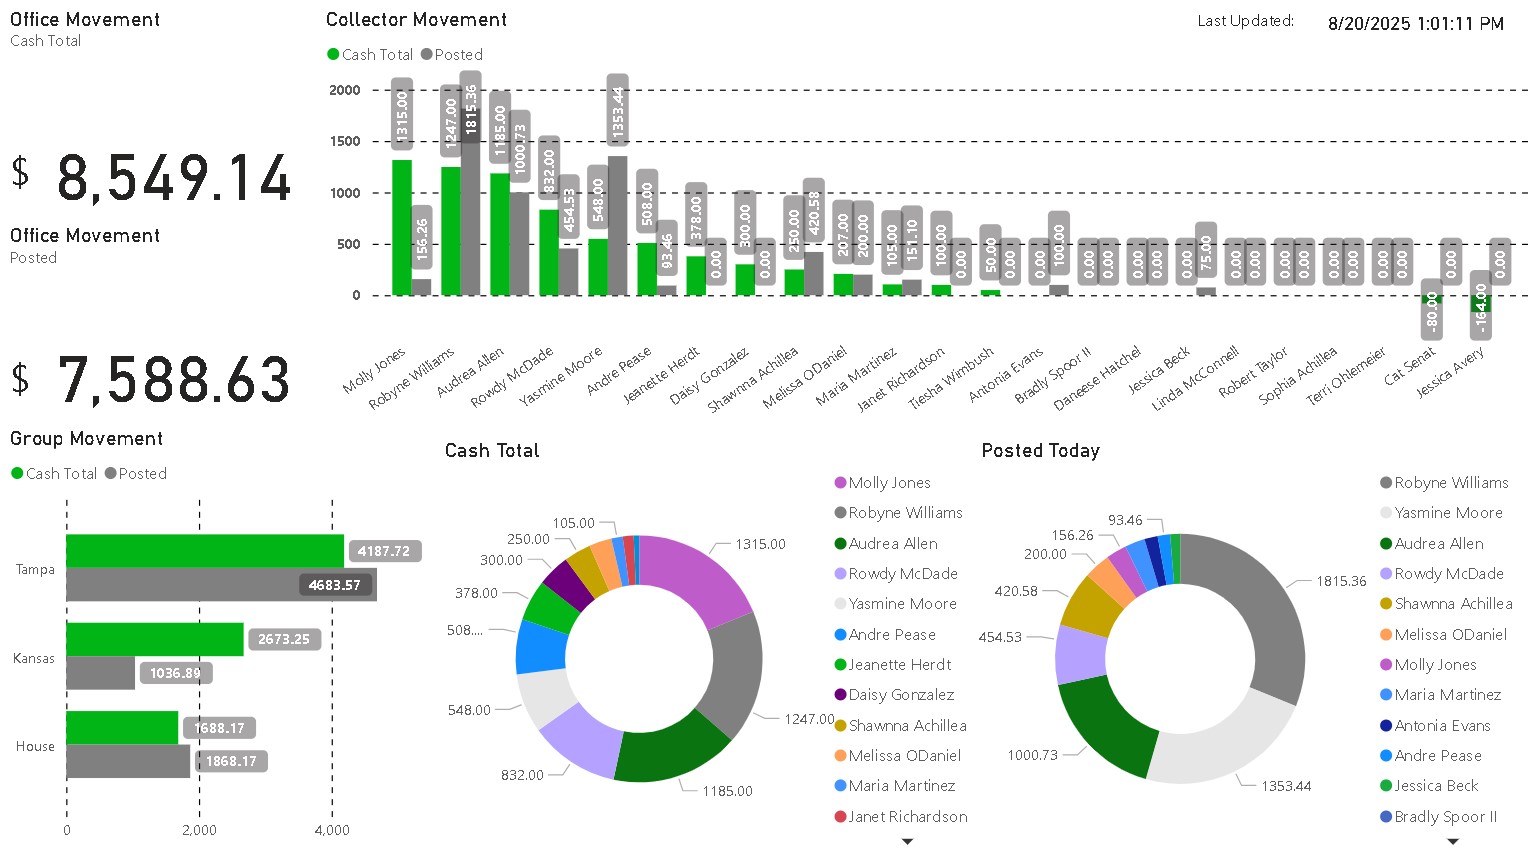 Office Movement
Cash Total
$ 8,549.14
Office Movement
Posted
$ 7,588.63
Collector Movement
Cash Total Posted
Last Updated: 8/20/2025 1:01:11 PM
2000
1500
1000
500
0
1315.00
156.26
1247.00
1815.36
1185.00
1000.73
832.00
454.53
548.00
1353.44
508.00
93.46
378.00
0.00
300.00
0.00
250.00
420.58
207.00
200.00
105.00
151.10
100.00
0.00
50.00
0.00
0.00
100.00
0.00
0.00
0.00
0.00
0.00
75.00
0.00
0.00
0.00
0.00
0.00
0.00
0.00
0.00
-80.00
0.00
-164.00
0.00
Molly Jones
Robyne Williams
Audrea Allen
Rowdy McDade
Yasmine Moore
Andre Pease
Jeanette Herdt
Daisy Gonzalez
Shawnna Achillea
Melissa ODaniel
Maria Martinez
Janet Richardson
Tiesha Wimbush
Antonia Evans
Bradly Spoor II
Daneese Hatchel
Jessica Beck
Linda McConnell
Robert Taylor
Sophia Achillea
Terri Ohlemeier
Cat Senat
Jessica Avery
Group Movement
Cash Total Posted
Tampa
4187.72
4683.57
Kansas
2673.25
1036.89
House
1688.17
1868.17
0
2,000
4,000
Cash Total
105.00
250.00
300.00
378.00
508....
548.00
832.00
1185.00
1247.00
1315.00
Molly Jones
Robyne Williams
Audrea Allen
Rowdy McDade
Yasmine Moore
Andre Pease
Jeanette Herdt
Daisy Gonzalez
Shawnna Achillea
Melissa ODaniel
Maria Martinez
Janet Richardson
Posted Today
93.46
156.26
200.00
420.58
454.53
1000.73
1353.44
1815.36
Robyne Williams
Yasmine Moore
Audrea Allen
Rowdy McDade
Shawnna Achillea
Melissa ODaniel
Molly Jones
Maria Martinez
Antonia Evans
Andre Pease
Jessica Beck
Bradly Spoor II